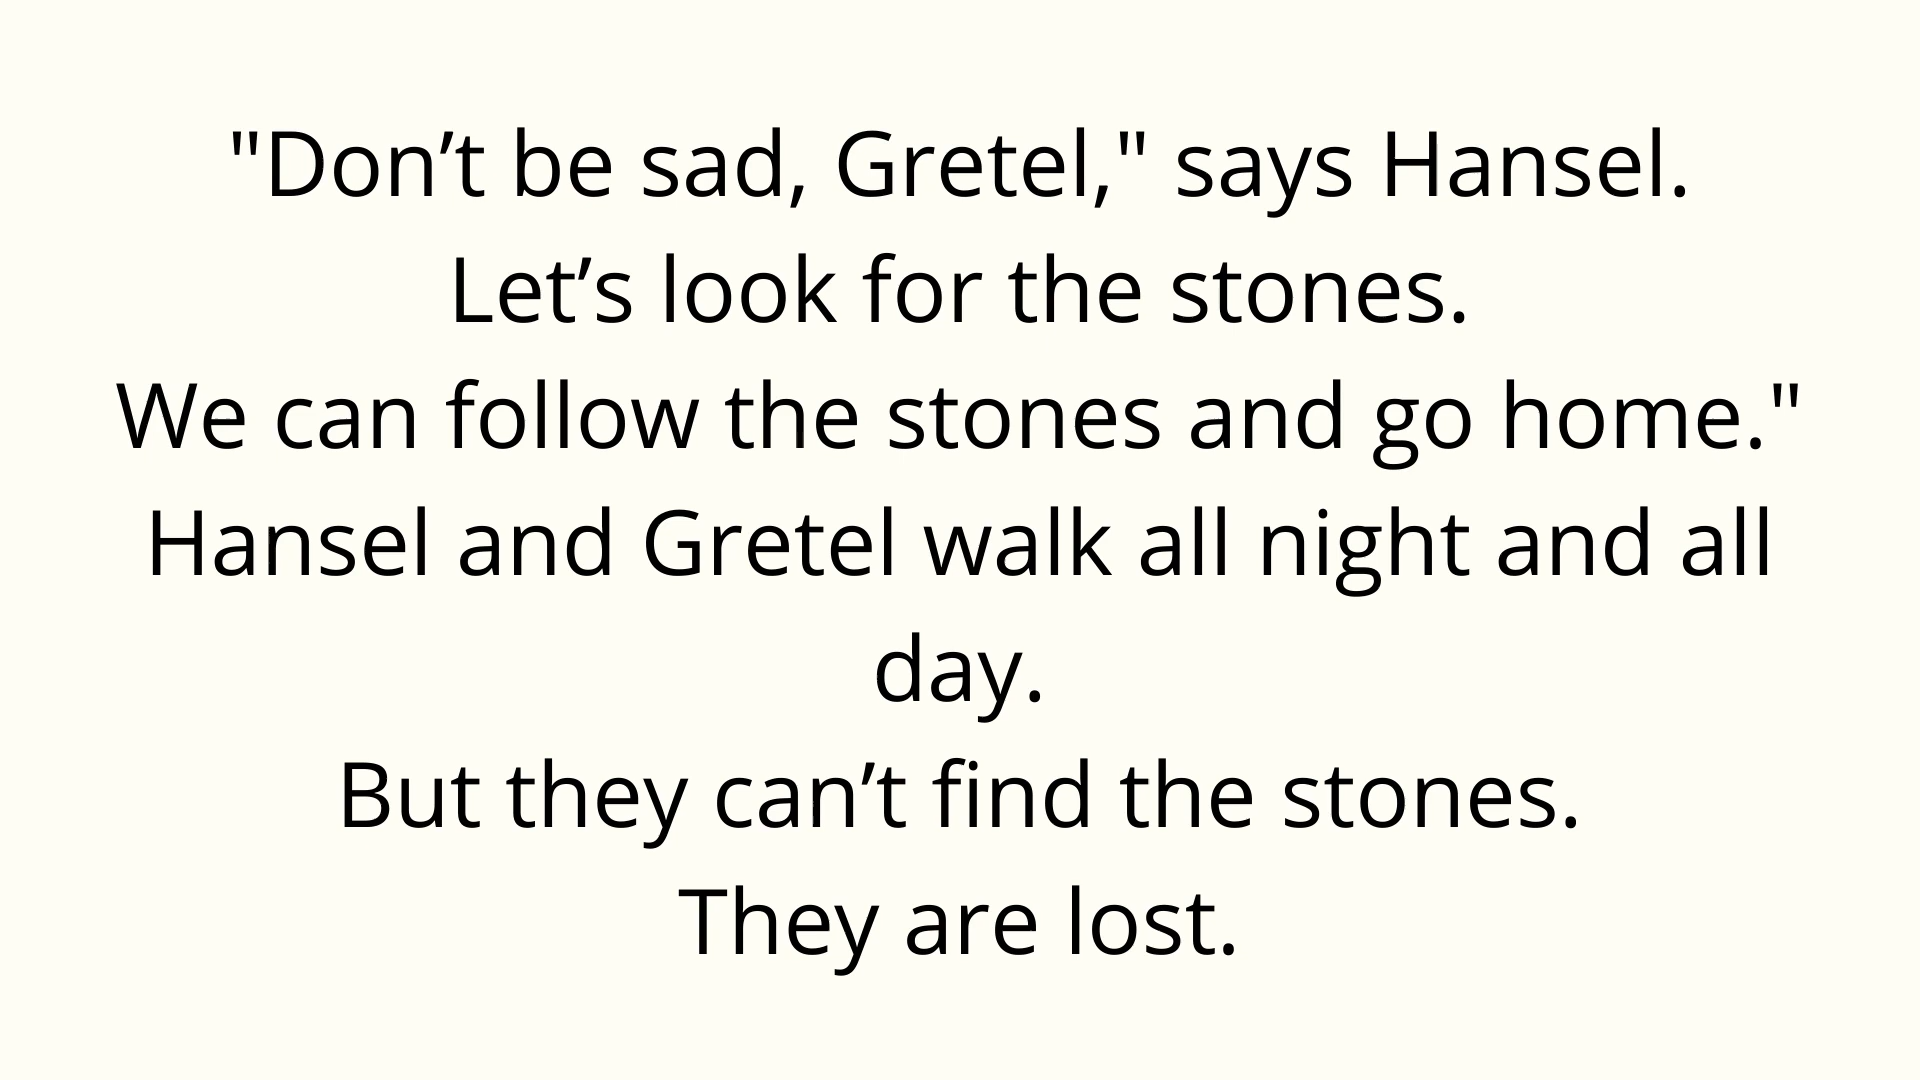 "Don’t be sad, Gretel," says Hansel.
Let’s look for the stones.
We can follow the stones and go home."
Hansel and Gretel walk all night and all
day.
But they can’t find the stones.
They are lost.